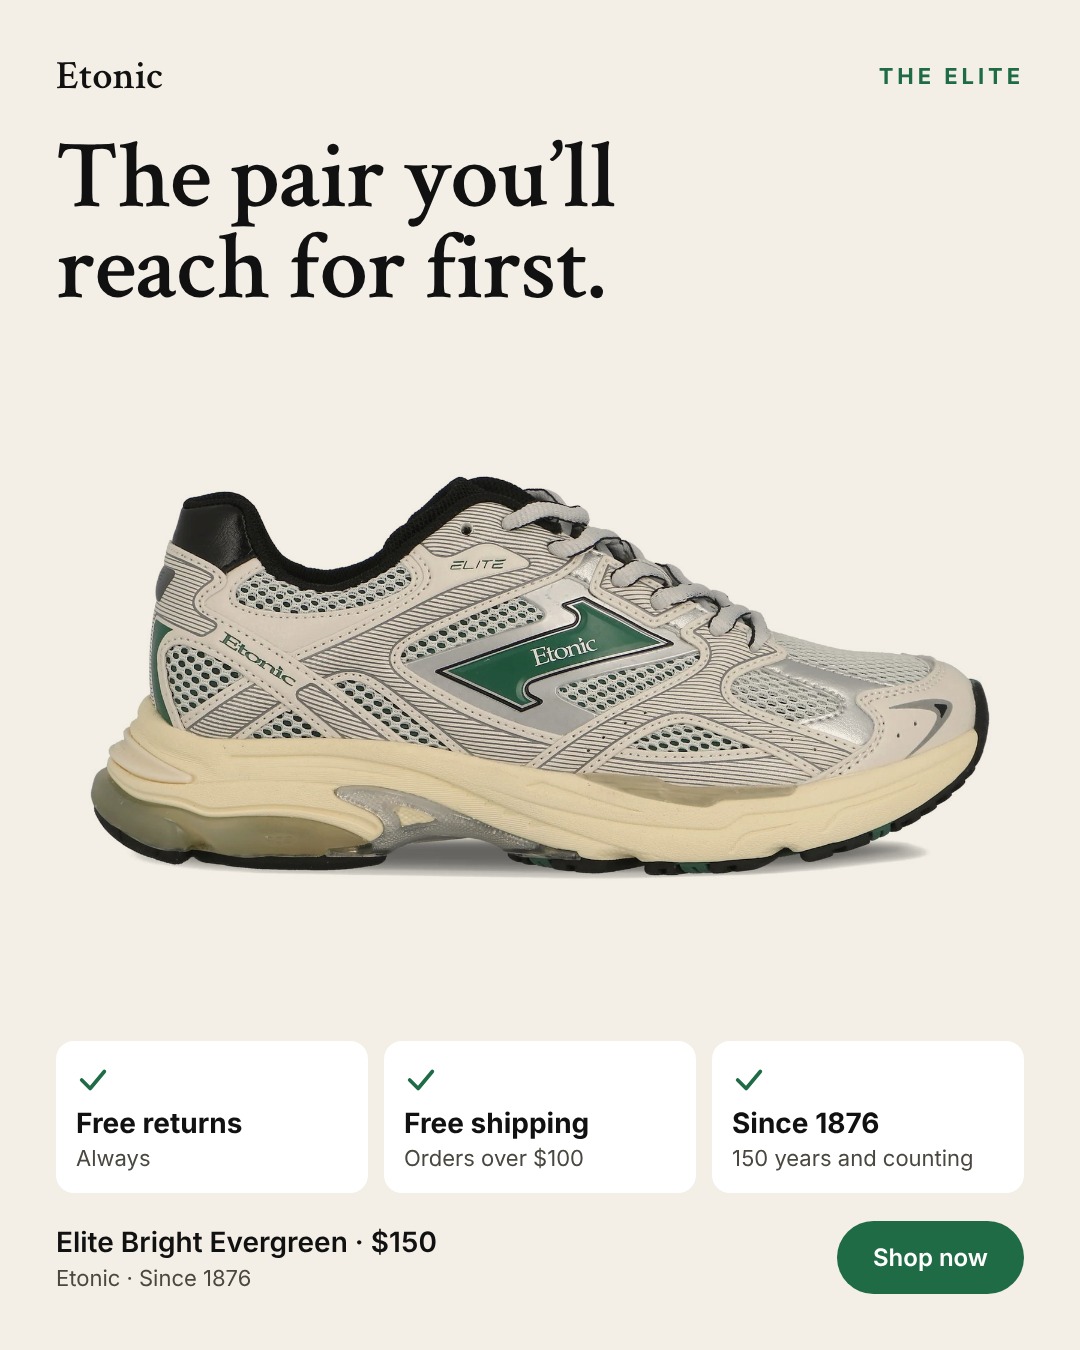 Etonic
THE ELITE
The pair you’ll
reach for first.
ELITE
Etonic
Etonic
Free returns
Always
Free shipping
Orders over $100
Since 1876
150 years and counting
Elite Bright Evergreen · $150
Etonic · Since 1876
Shop now